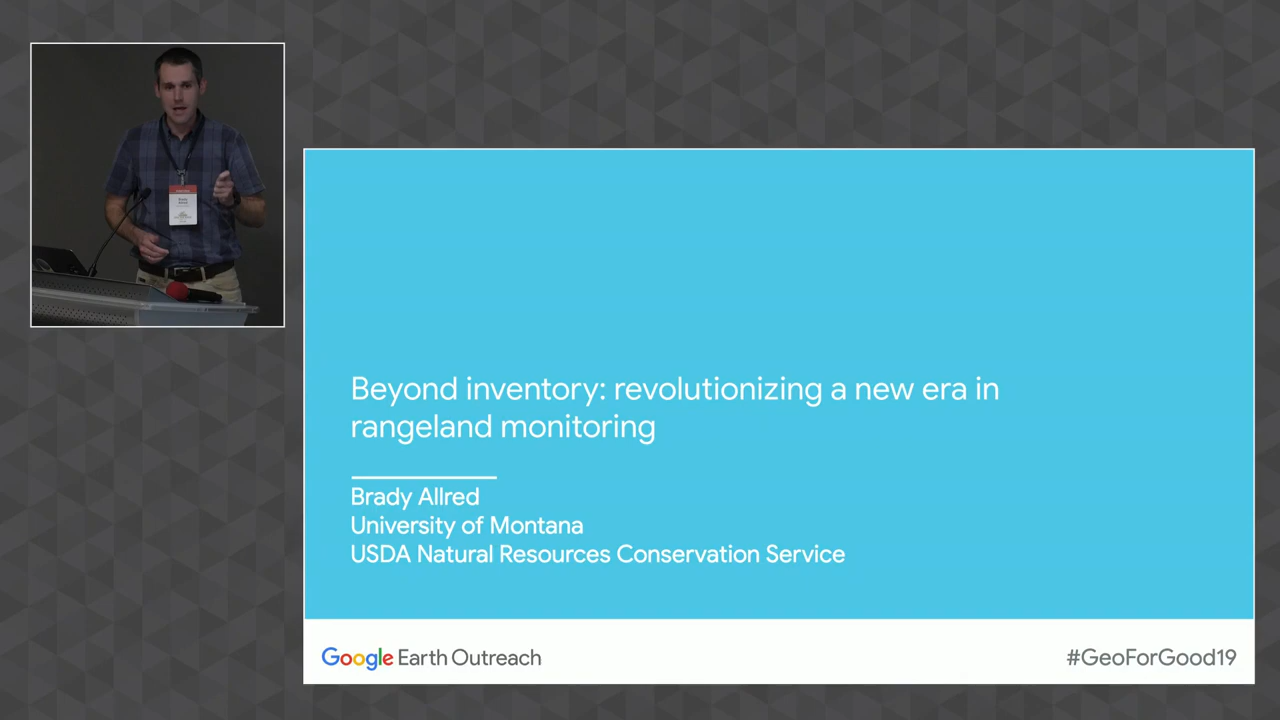 Beyond inventory: revolutionizing a new era in
rangeland monitoring
Brady Allred
University of Montana
USDA Natural Resources Conservation Service
Google Earth Outreach
#GeoForGood19